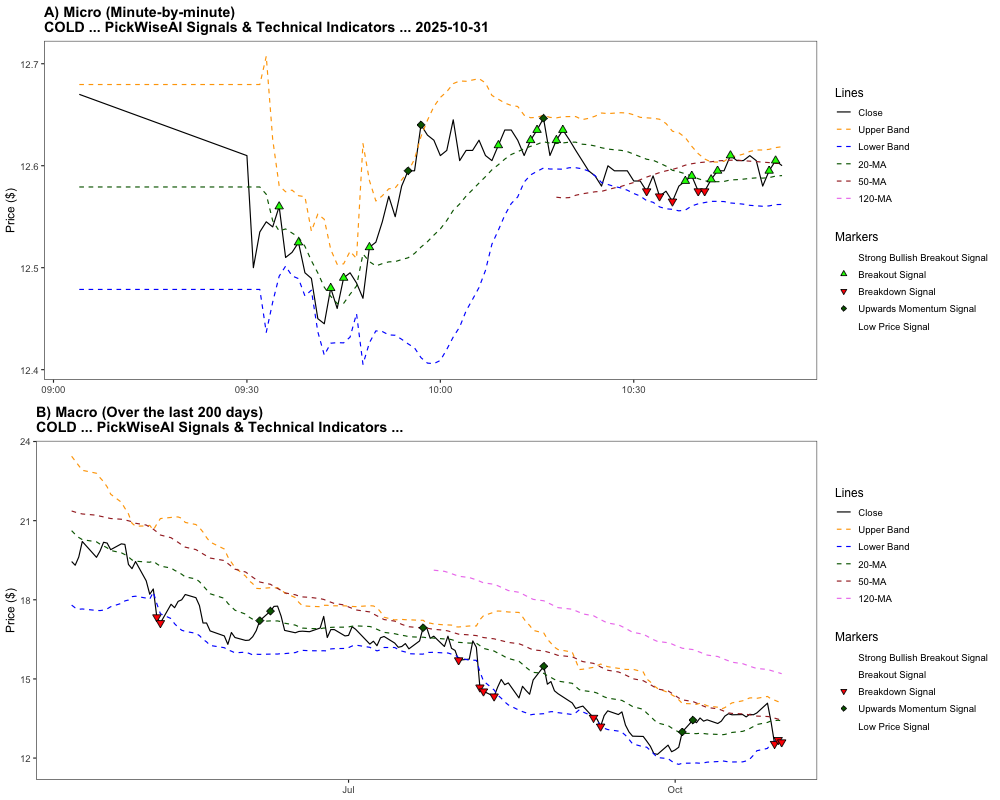 A) Micro (Minute-by-minute)
COLD ... PickWiseAI Signals & Technical Indicators ... 2025-10-31
12.7
12.6
12.5
12.4
Price ($)
09:00
09:30
10:00
10:30
Lines
Close
Upper Band
Lower Band
20-MA
50-MA
120-MA
Markers
Strong Bullish Breakout Signal
Breakout Signal
Breakdown Signal
Upwards Momentum Signal
Low Price Signal
B) Macro (Over the last 200 days)
COLD ... PickWiseAI Signals & Technical Indicators ...
24
21
18
15
12
Price ($)
Jul
Oct
Lines
Close
Upper Band
Lower Band
20-MA
50-MA
120-MA
Markers
Strong Bullish Breakout Signal
Breakout Signal
Breakdown Signal
Upwards Momentum Signal
Low Price Signal